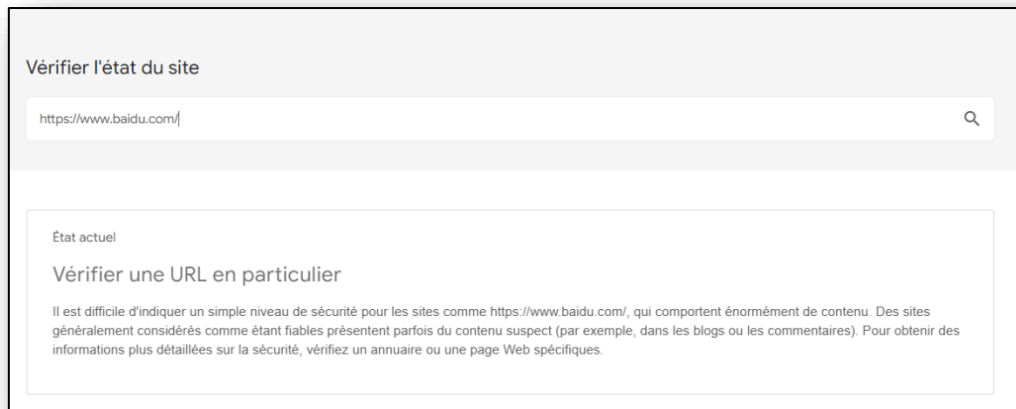 Vérifier l'état du site
https://www.baidu.com/
État actuel
Vérifier une URL en particulier
Il est difficile d'indiquer un simple niveau de sécurité pour les sites comme https://www.baidu.com/, qui comportent énormément de contenu. Des sites
généralement considérés comme étant fiables présentent parfois du contenu suspect (par exemple, dans les blogs ou les commentaires). Pour obtenir des
informations plus détaillées sur la sécurité, vérifiez un annuaire ou une page Web spécifiques.